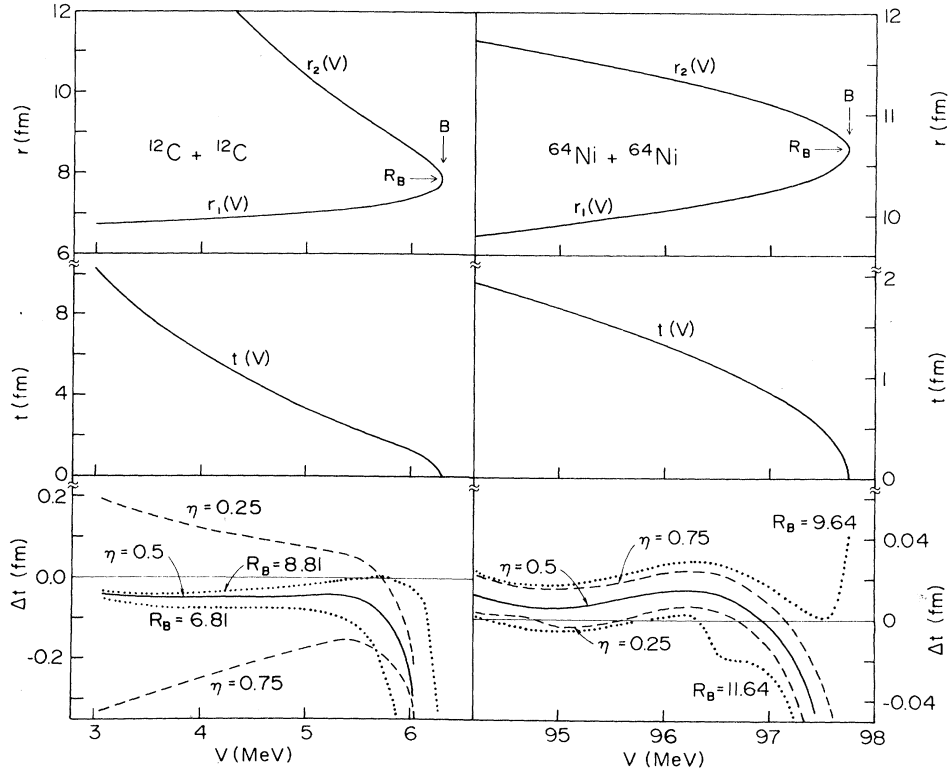 12
10
8
6
r (fm)
r₂(V)
¹²C + ¹²C
B
R_B
r₁(V)
12
11
10
r (fm)
r₂(V)
⁶⁴Ni + ⁶⁴Ni
B
R_B
r₁(V)
8
4
0
t (fm)
t (V)
2
1
0
t (fm)
t (V)
0.2
0.0
-0.2
Δt (fm)
η=0.25
η=0.5
R_B=8.81
R_B=6.81
η=0.75
0.04
0
-0.04
Δt (fm)
R_B=9.64
η=0.75
η=0.5
η=0.25
R_B=11.64
3 4 5 6
V (MeV)
95 96 97 98
V (MeV)